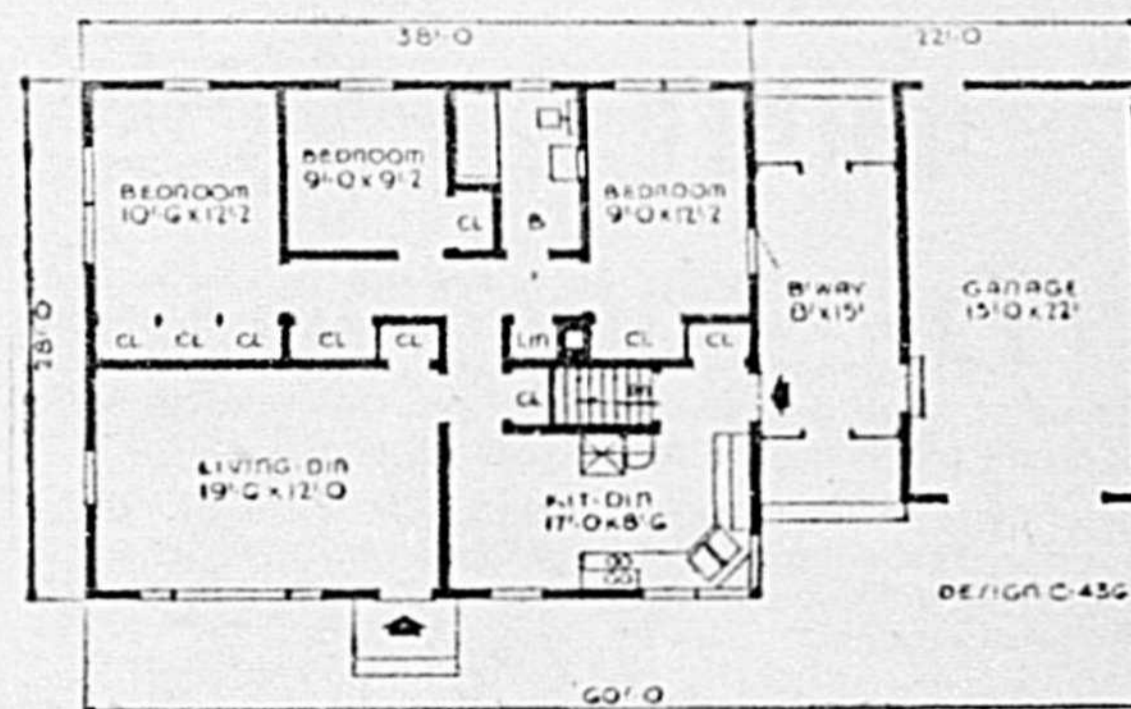 38'-0
22'-0
BEDROOM
9'-0 x 9'-2
BEDROOM
10'-6 x 12'-2
BEDROOM
9'-0 x 12'-2
CL
B
B'WAY
8' x 15'
GARAGE
13'-0 x 22'
28'-0
CL
CL
CL
CL
CL
Lin
CL
CL
CL
DN
LIVING-DIN
19'-6 x 12'-0
KIT-DIN
17'-0 x 8'-6
DESIGN C-436
60'-0